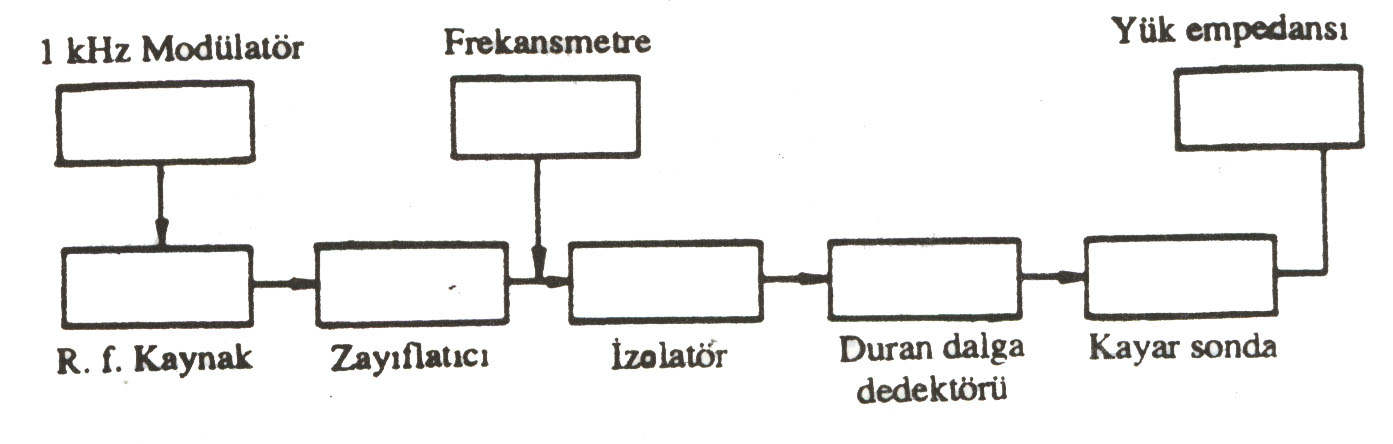 1 kHz Modülatör
Frekansmetre
Yük empedansı
R. f. Kaynak
Zayıflatıcı
İzolatör
Duran dalga
dedektörü
Kayar sonda